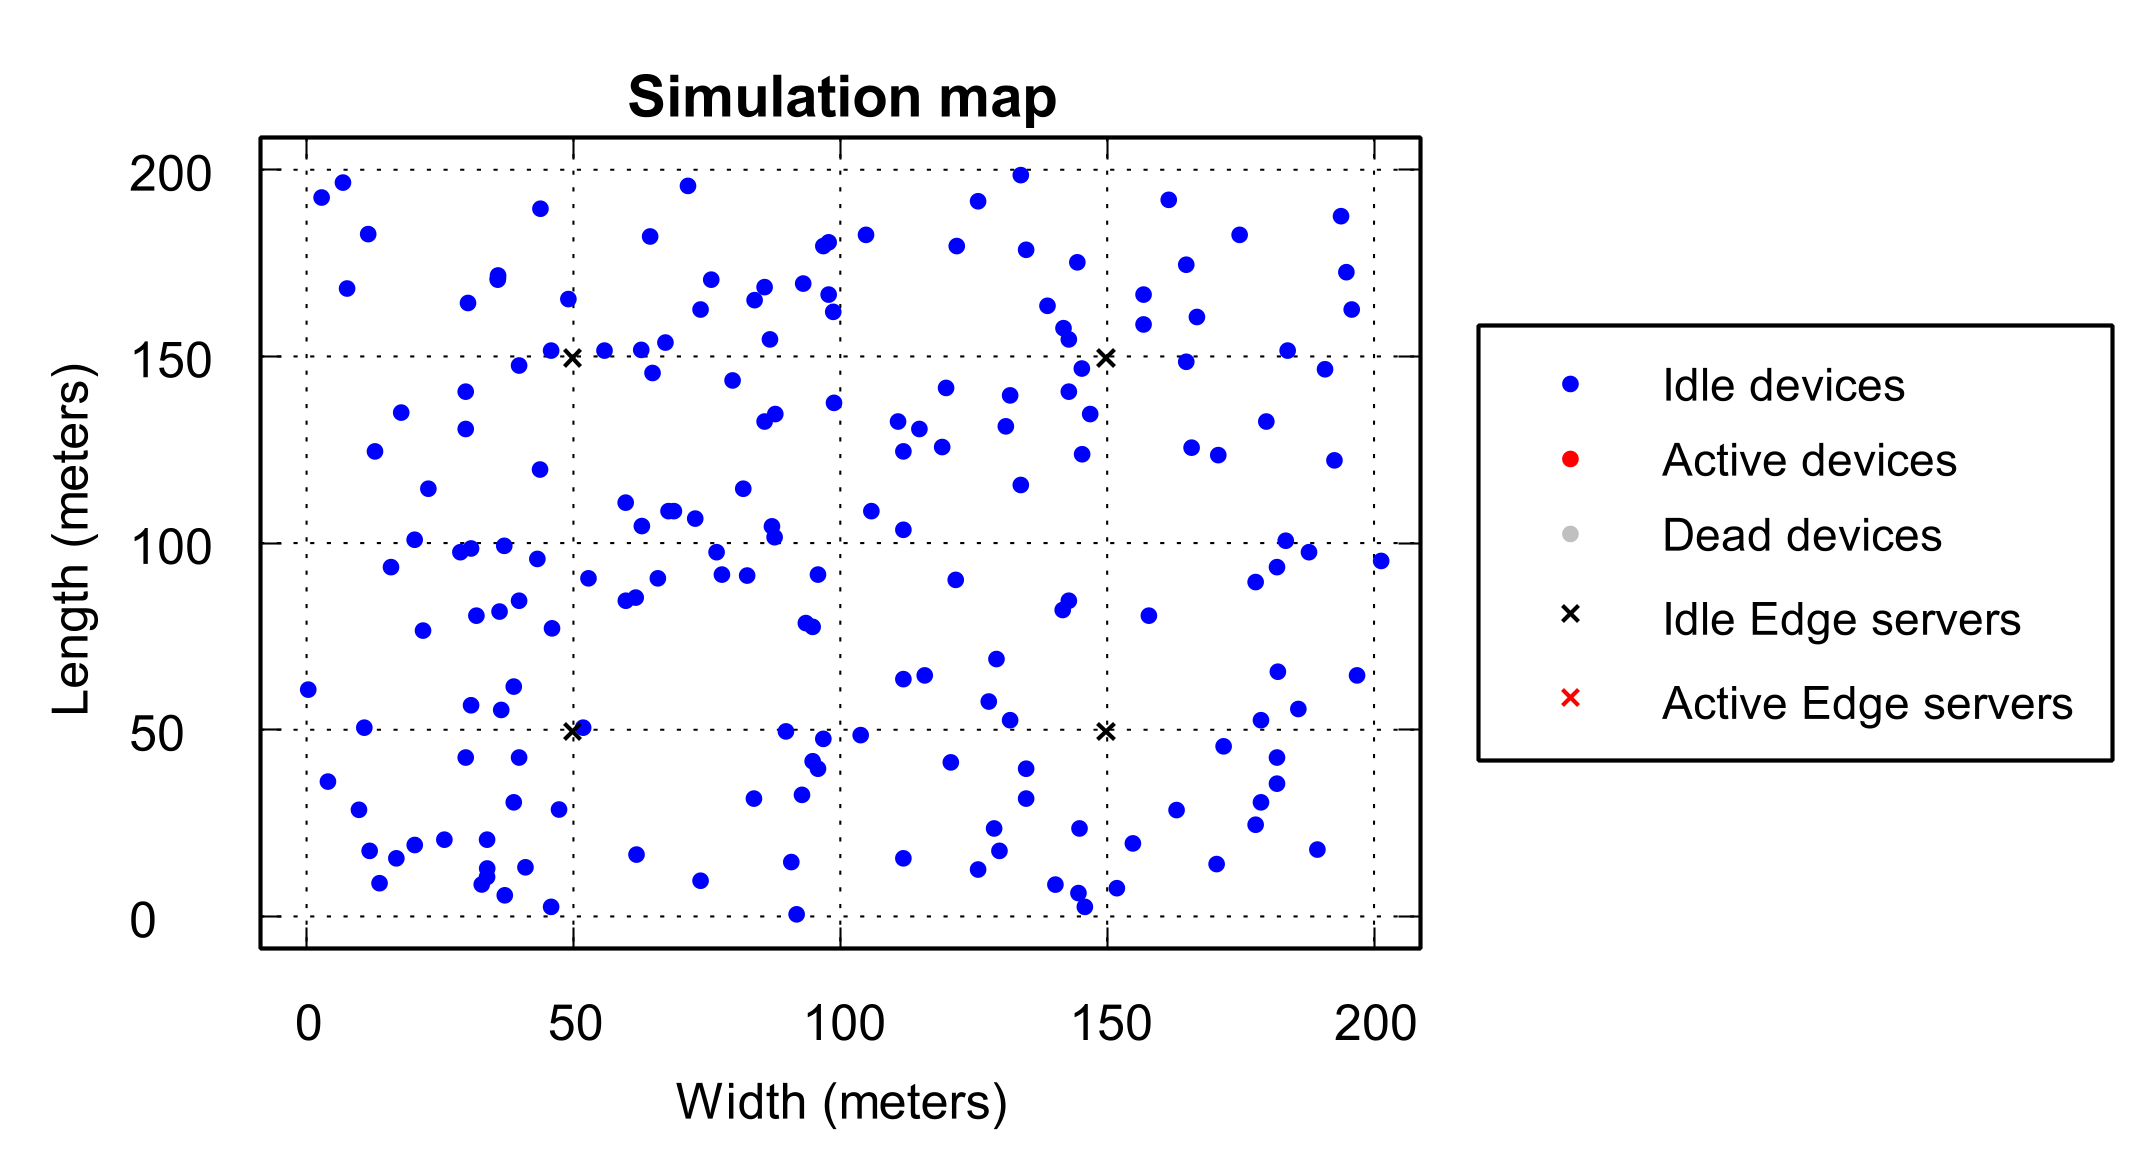 Simulation map
200
150
100
50
0
Length (meters)
0 50 100 150 200
Width (meters)
Idle devices
Active devices
Dead devices
Idle Edge servers
Active Edge servers